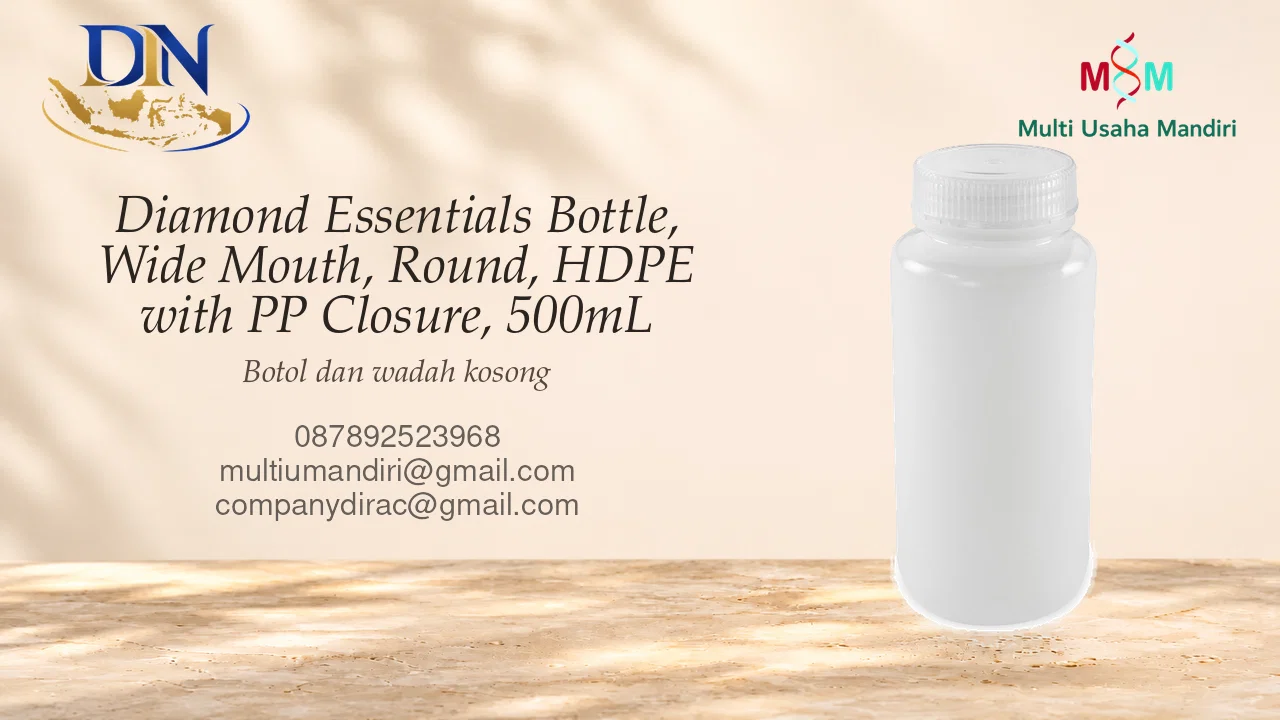 DIN
M M
Multi Usaha Mandiri
Diamond Essentials Bottle,
Wide Mouth, Round, HDPE
with PP Closure, 500mL
Botol dan wadah kosong
087892523968
multiumandiri@gmail.com
companydirac@gmail.com